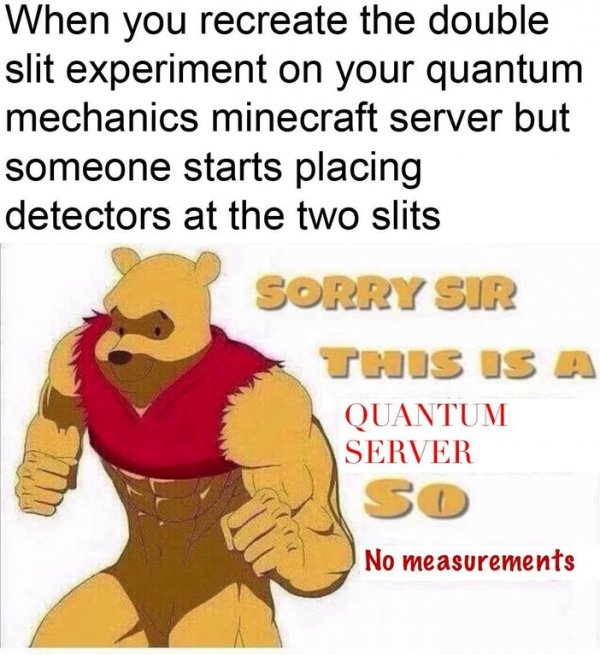 When you recreate the double
slit experiment on your quantum
mechanics minecraft server but
someone starts placing
detectors at the two slits
SORRY SIR
THIS IS A
QUANTUM
SERVER
SO
No measurements